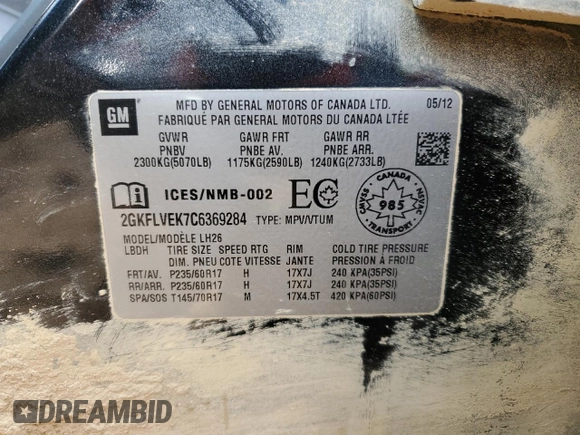 GM
MFD BY GENERAL MOTORS OF CANADA LTD. 05/12
FABRIQUÉ PAR GENERAL MOTORS DU CANADA LTÉE
GVWR GAWR FRT GAWR RR
PNBV PNBE AV. PNBE ARR.
2300KG(5070LB) 1175KG(2590LB) 1240KG(2733LB)
ICES/NMB-002 EC
CANADA
CMVSS 985 NSVAC
TRANSPORT
2GKFLVEK7C6369284 TYPE: MPV/VTUM
MODEL/MODÈLE LH26
LBDH TIRE SIZE SPEED RTG RIM COLD TIRE PRESSURE
DIM. PNEU COTE VITESSE JANTE PRESSION À FROID
FRT/AV. P235/60R17 H 17X7J 240 KPA(35PSI)
RR/ARR. P235/60R17 H 17X7J 240 KPA(35PSI)
SPA/SOS T145/70R17 M 17X4.5T 420 KPA(60PSI)
DREAMBID